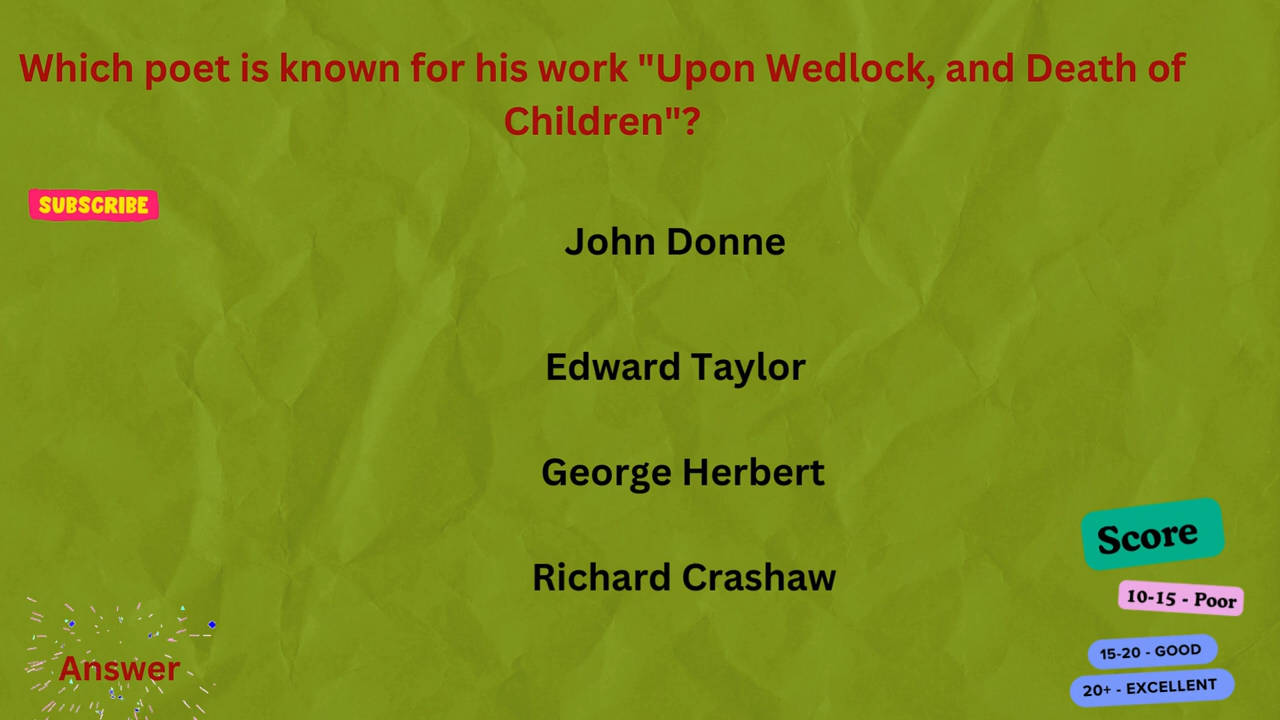 Which poet is known for his work "Upon Wedlock, and Death of
Children"?
SUBSCRIBE
John Donne
Edward Taylor
George Herbert
Richard Crashaw
Score
10-15 - Poor
15-20 - GOOD
20+ - EXCELLENT
Answer